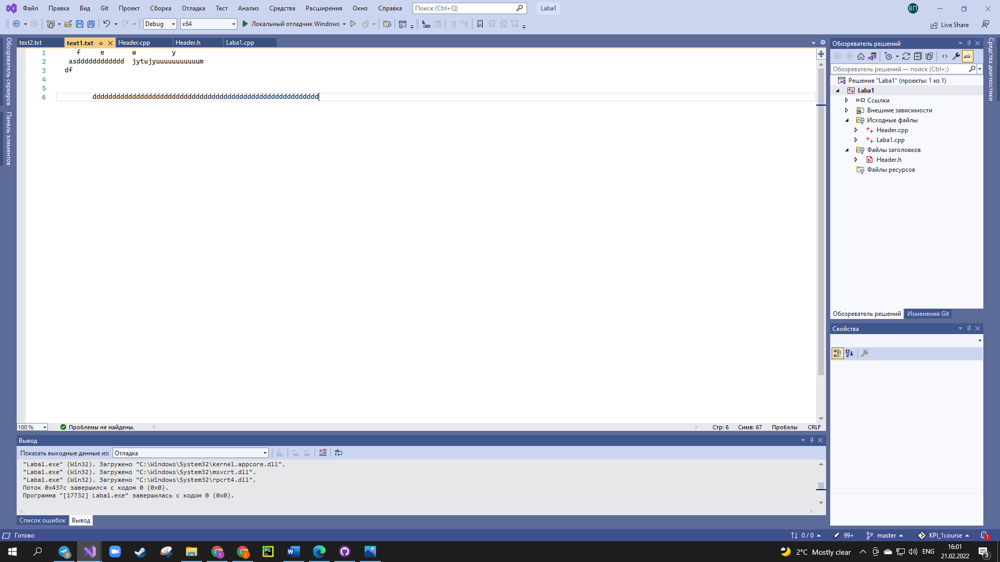 Файл Правка Вид Git Проект Сборка Отладка Тест Анализ Средства Расширения Окно Справка Поиск (Ctrl+Q) Laba1 ВП
Debug x64 Локальный отладчик Windows Live Share
Обозреватель серверов
Панель элементов
text2.txt text1.txt Header.cpp Header.h Laba1.cpp
1 f e w y
2 asdddddddddddd jytujyuuuuuuuuuuum
3 df
4
5
6 ddddddddddddddddddddddddddddddddddddddddddddddddddddddddd
100 % Проблемы не найдены. Стр: 6 Симв: 67 Пробелы CRLF
Вывод
Показать выходные данные из: Отладка
"Laba1.exe" (Win32). Загружено "C:\Windows\System32\kernel.appcore.dll".
"Laba1.exe" (Win32). Загружено "C:\Windows\System32\msvcrt.dll".
"Laba1.exe" (Win32). Загружено "C:\Windows\System32\rpcrt4.dll".
Поток 0x437c завершился с кодом 0 (0x0).
Программа "[17732] Laba1.exe" завершилась с кодом 0 (0x0).
Список ошибок Вывод
Обозреватель решений
Обозреватель решений — поиск (Ctrl+;)
Решение "Laba1" (проекты: 1 из 1)
Laba1
Ссылки
Внешние зависимости
Исходные файлы
Header.cpp
Laba1.cpp
Файлы заголовков
Header.h
Файлы ресурсов
Обозреватель решений Изменения Git
Свойства
Средства диагностики
Готово 0 / 0 99+ master KPI_1course 1
9 PC 2°C Mostly clear ENG 16:01
21.02.2022 3